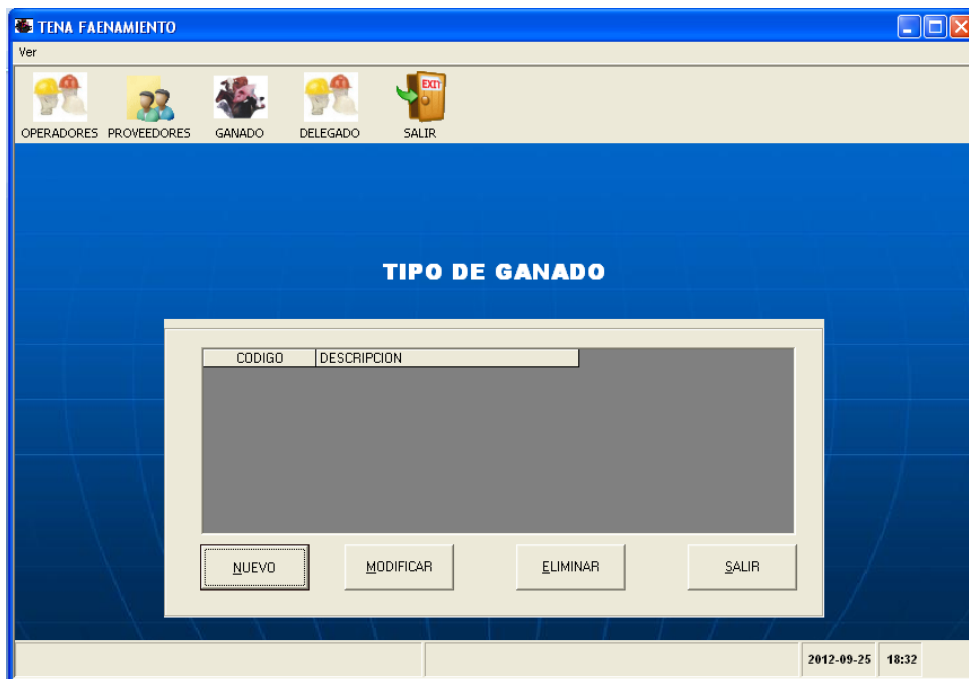 TENA FAENAMIENTO
Ver
EXIT
OPERADORES PROVEEDORES GANADO DELEGADO SALIR
TIPO DE GANADO
CODIGO DESCRIPCION
NUEVO MODIFICAR ELIMINAR SALIR
2012-09-25 18:32